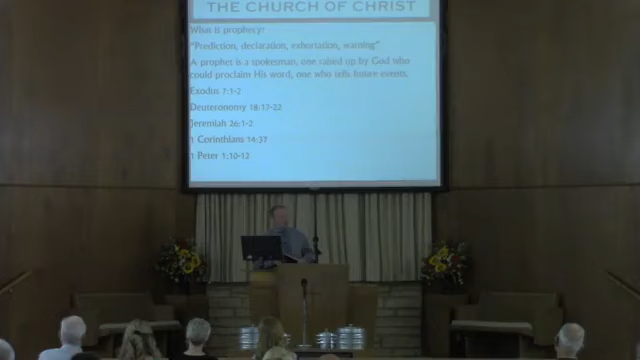 THE CHURCH OF CHRIST
What is prophecy?
"Prediction, declaration, exhortation, warning"
A prophet is a spokesman, one raised up by God who
could proclaim His word, one who tells future events.
Exodus 7:1-2
Deuteronomy 18:17-22
Jeremiah 26:1-2
1 Corinthians 14:37
1 Peter 1:10-12